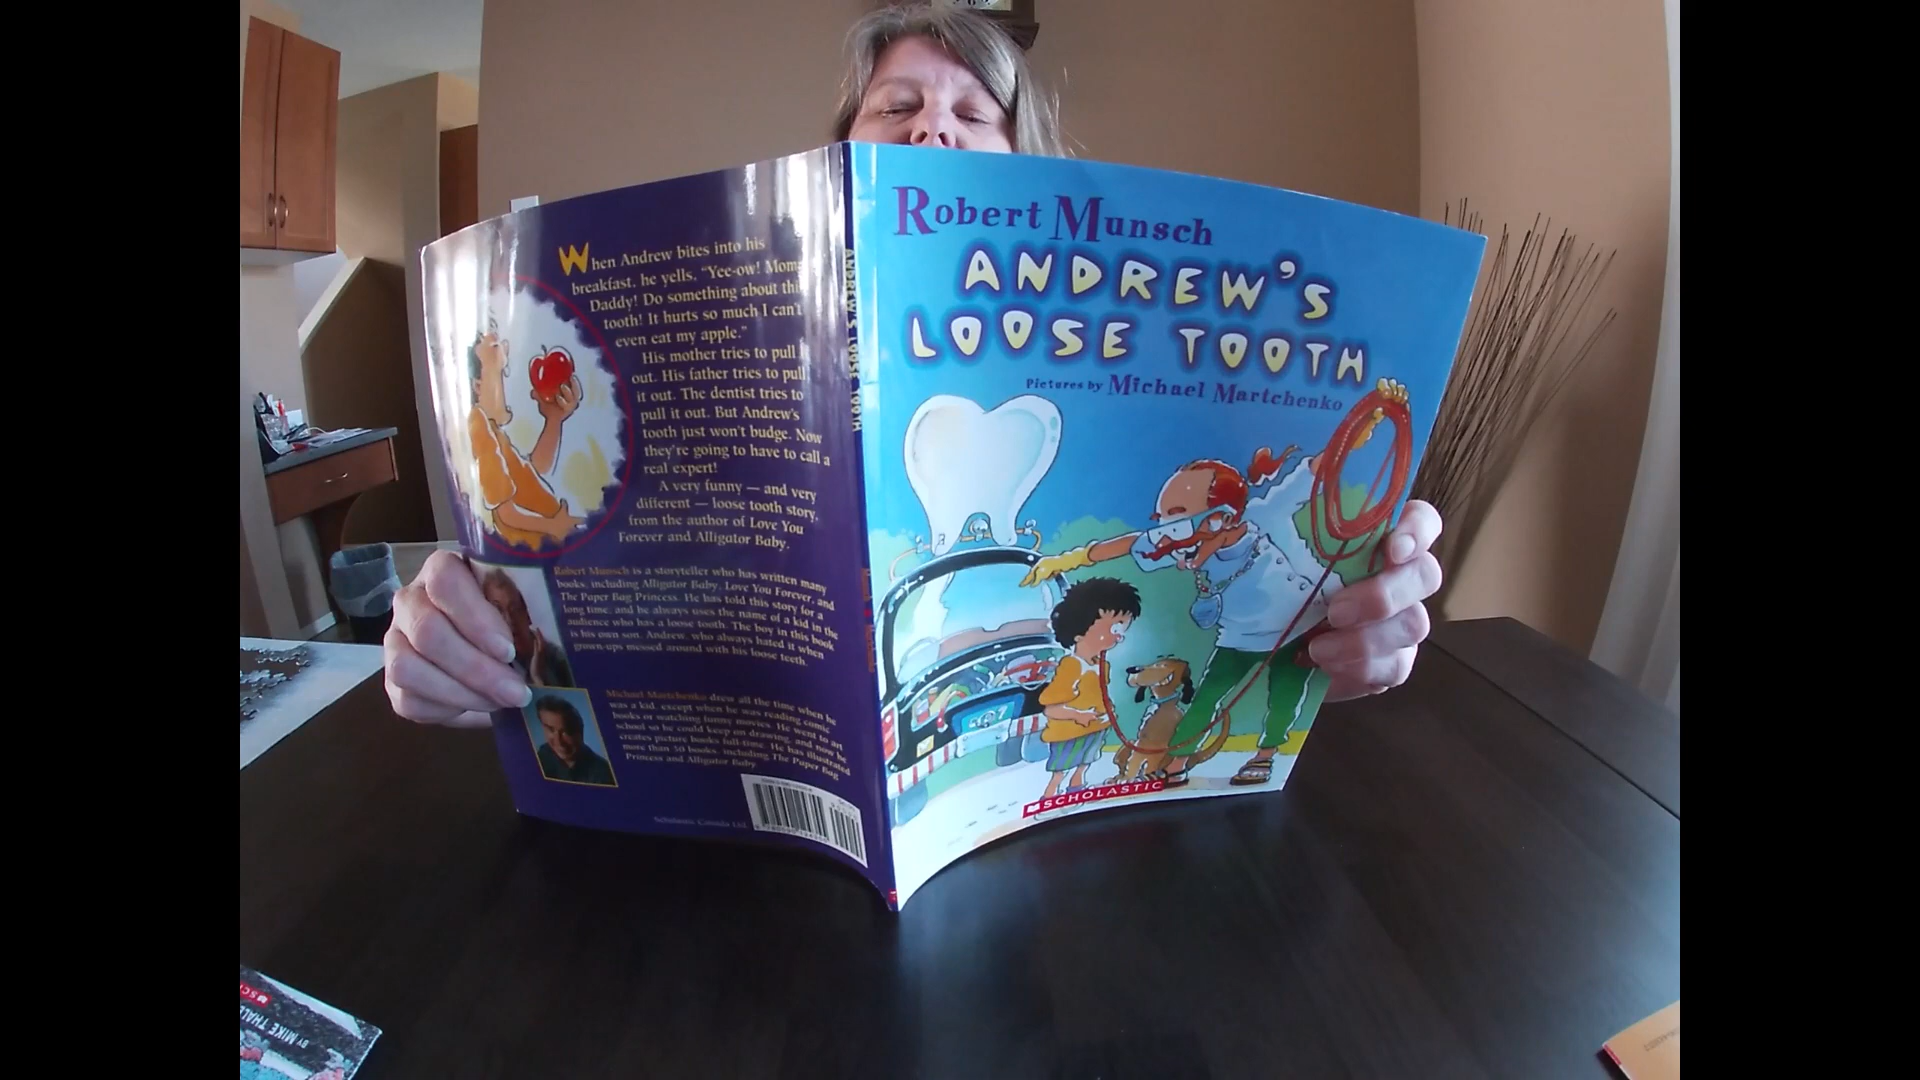 When Andrew bites into his
breakfast, he yells, "Yee-ow! Mom
Daddy! Do something about thi
tooth! It hurts so much I can't
even eat my apple."
His mother tries to pull
out. His father tries to pull
it out. The dentist tries to
pull it out. But Andrew's
tooth just won't budge. Now
they're going to have to call a
real expert!
A very funny — and very
different — loose tooth story,
from the author of Love You
Forever and Alligator Baby.
Robert Munsch is a storyteller who has written many
books, including Alligator Baby, Love You Forever, and
The Paper Bag Princess. He has told this story for a
long time, and he always uses the name of a kid in the
audience who has a loose tooth. The boy in this book
is his own son, Andrew, who always hated it when
grown-ups messed around with his loose teeth.
Michael Martchenko drew all the time when he
was a kid, except when he was reading comic
books or watching funny movies. He went to art
school so he could keep on drawing, and now he
creates picture books full-time. He has illustrated
more than 50 books, including The Paper Bag
Princess and Alligator Baby.
Scholastic Canada Ltd.
ANDREW'S LOOSE TOOTH
Robert Munsch
ANDREW'S
LOOSE TOOTH
Pictures by Michael Martchenko
SCHOLASTIC
BY MIKE THAL
SC